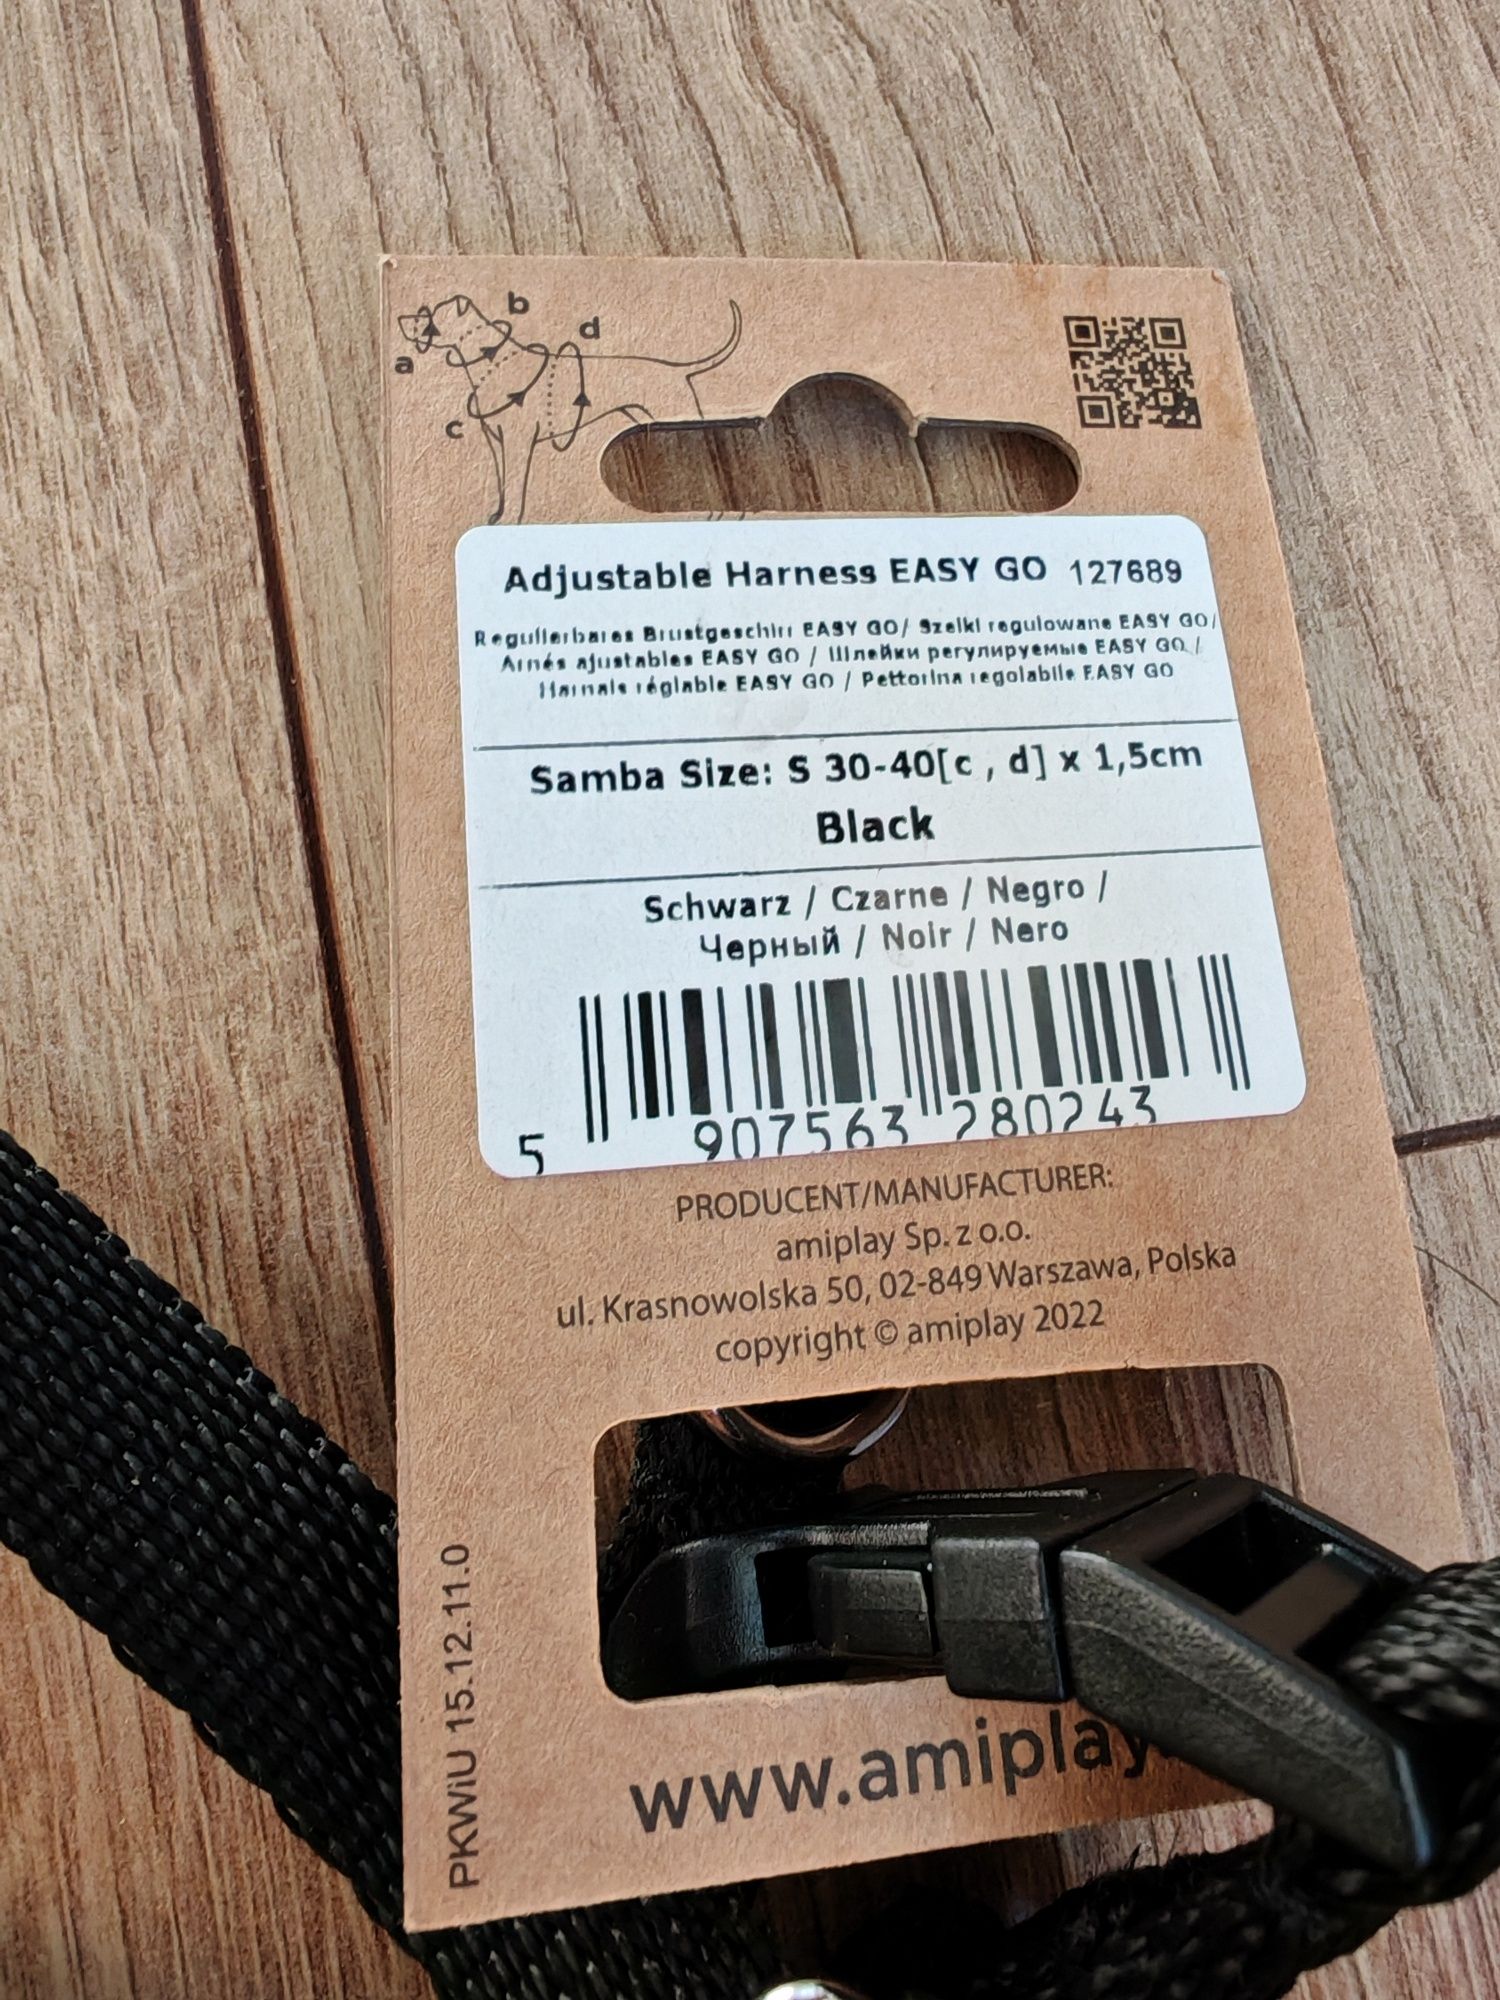 b
d
a
c
Adjustable Harness EASY GO 127689
Regulierbares Brustgeschirr EASY GO/ Szelki regulowane EASY GO/
Arnés ajustables EASY GO / Шлейки регулируемые EASY GO /
Harnais réglable EASY GO / Pettorina regolabile EASY GO
Samba Size: S 30-40[c , d] x 1,5cm
Black
Schwarz / Czarne / Negro /
Черный / Noir / Nero
5 907563 280243
PRODUCENT/MANUFACTURER:
amiplay Sp. z o.o.
ul. Krasnowolska 50, 02-849 Warszawa, Polska
copyright © amiplay 2022
PKWiU 15.12.11.0
www.amiplay.